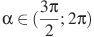 α ∈ (3π/2; 2π)